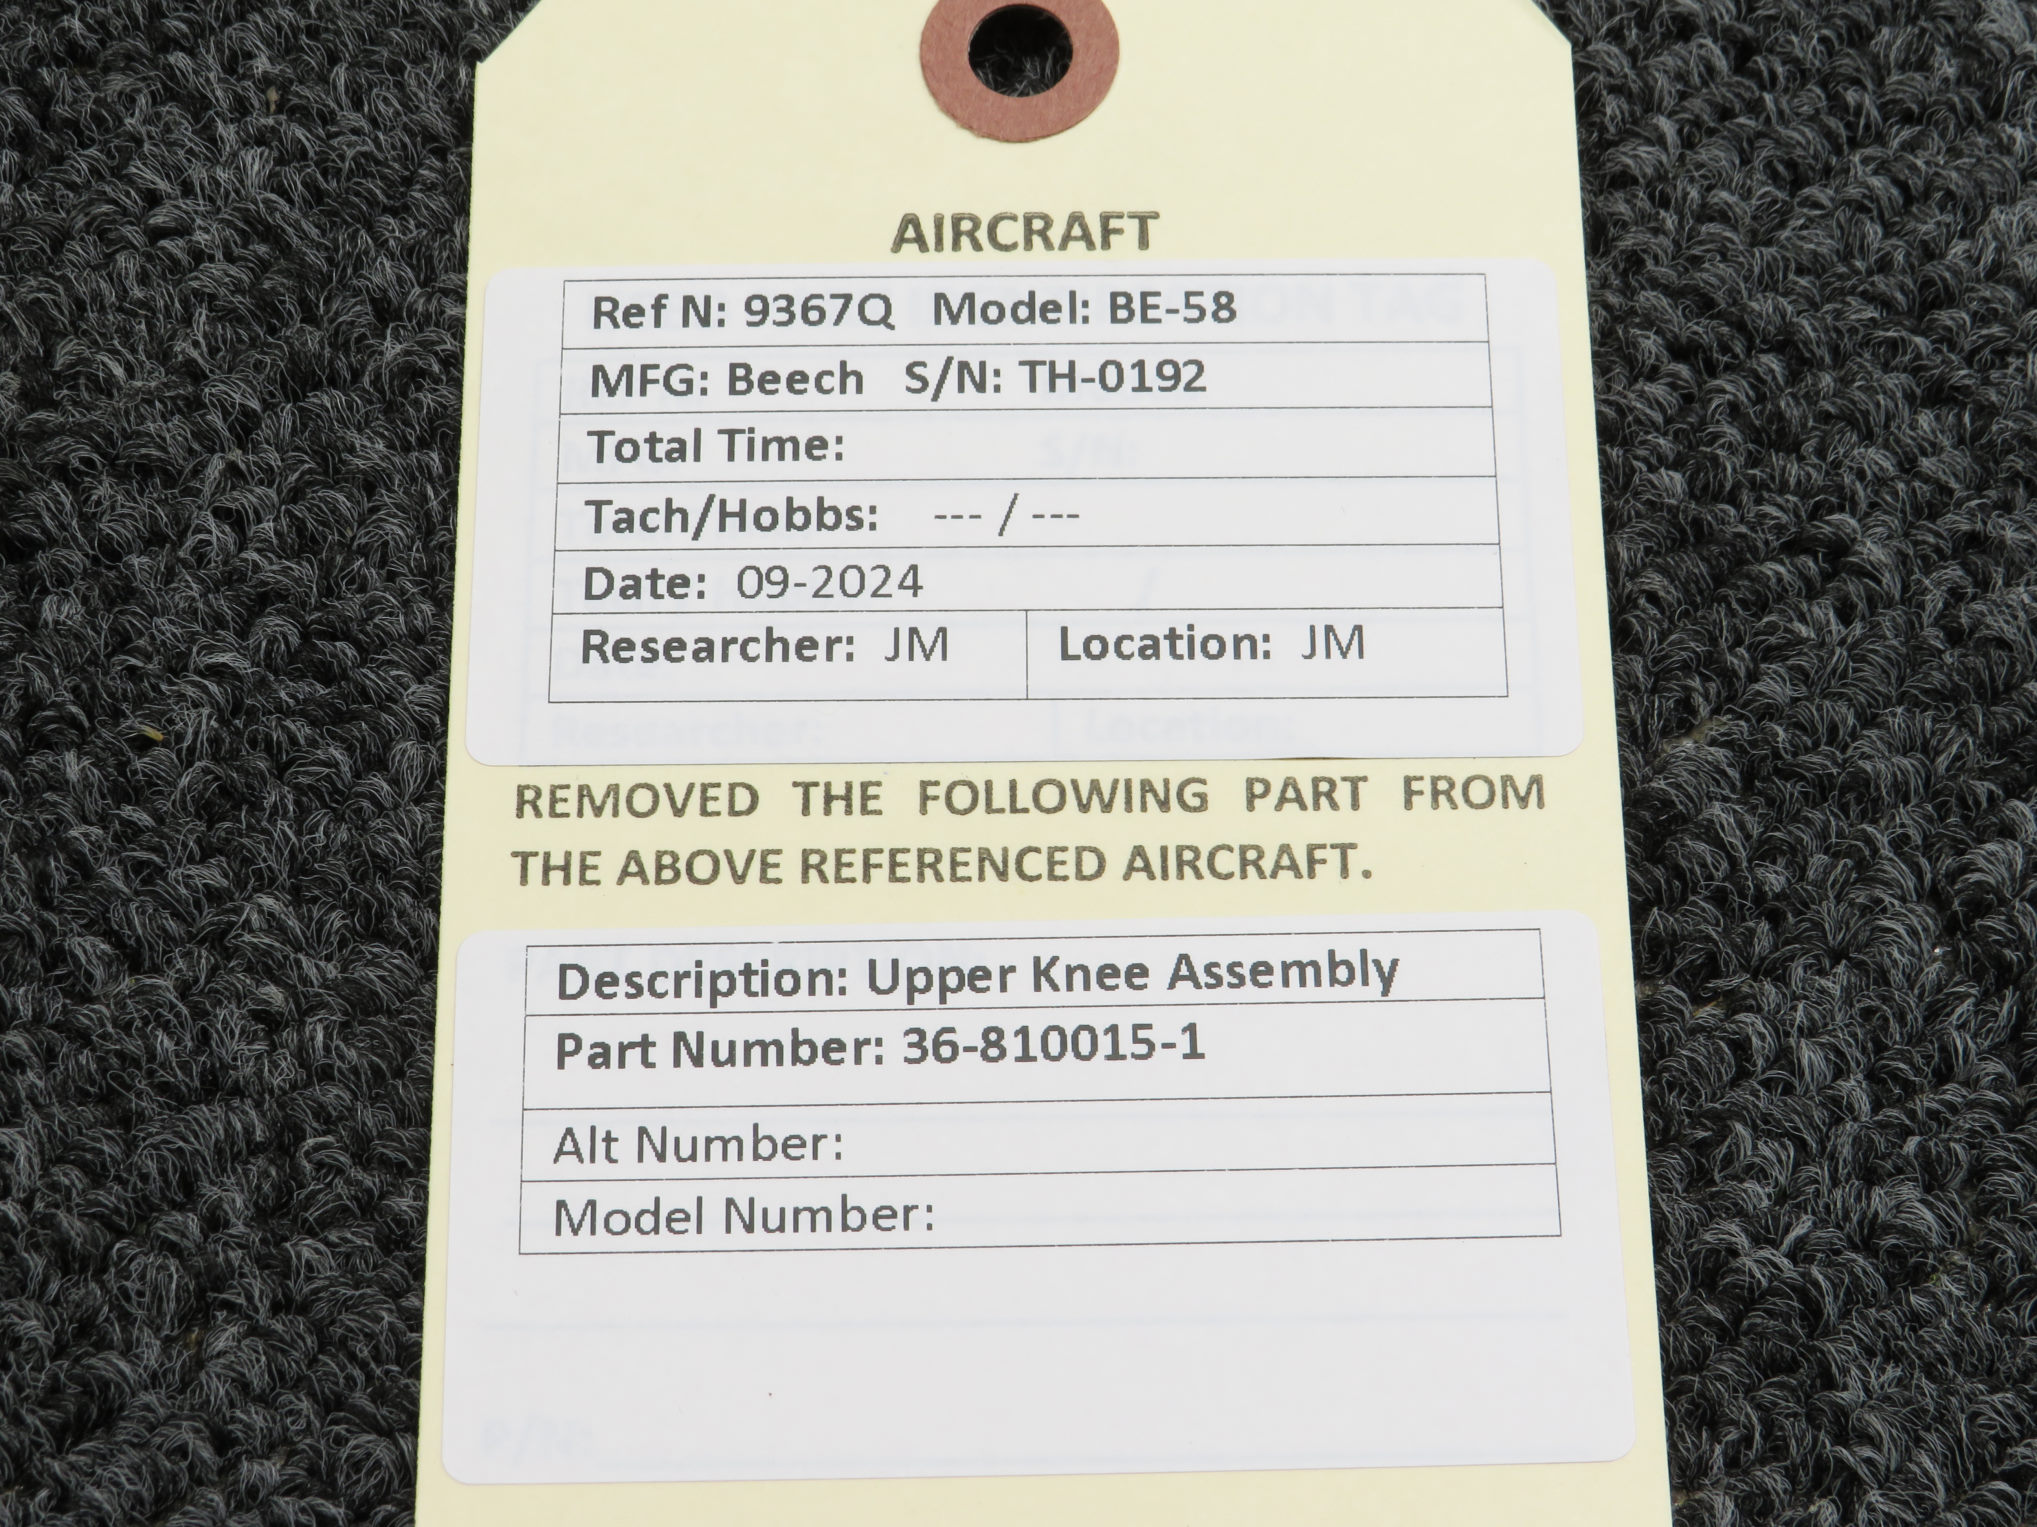 AIRCRAFT
Ref N: 9367Q Model: BE-58
MFG: Beech S/N: TH-0192
Total Time:
Tach/Hobbs: --- / ---
Date: 09-2024
Researcher: JM Location: JM
REMOVED THE FOLLOWING PART FROM
THE ABOVE REFERENCED AIRCRAFT.
Description: Upper Knee Assembly
Part Number: 36-810015-1
Alt Number:
Model Number: